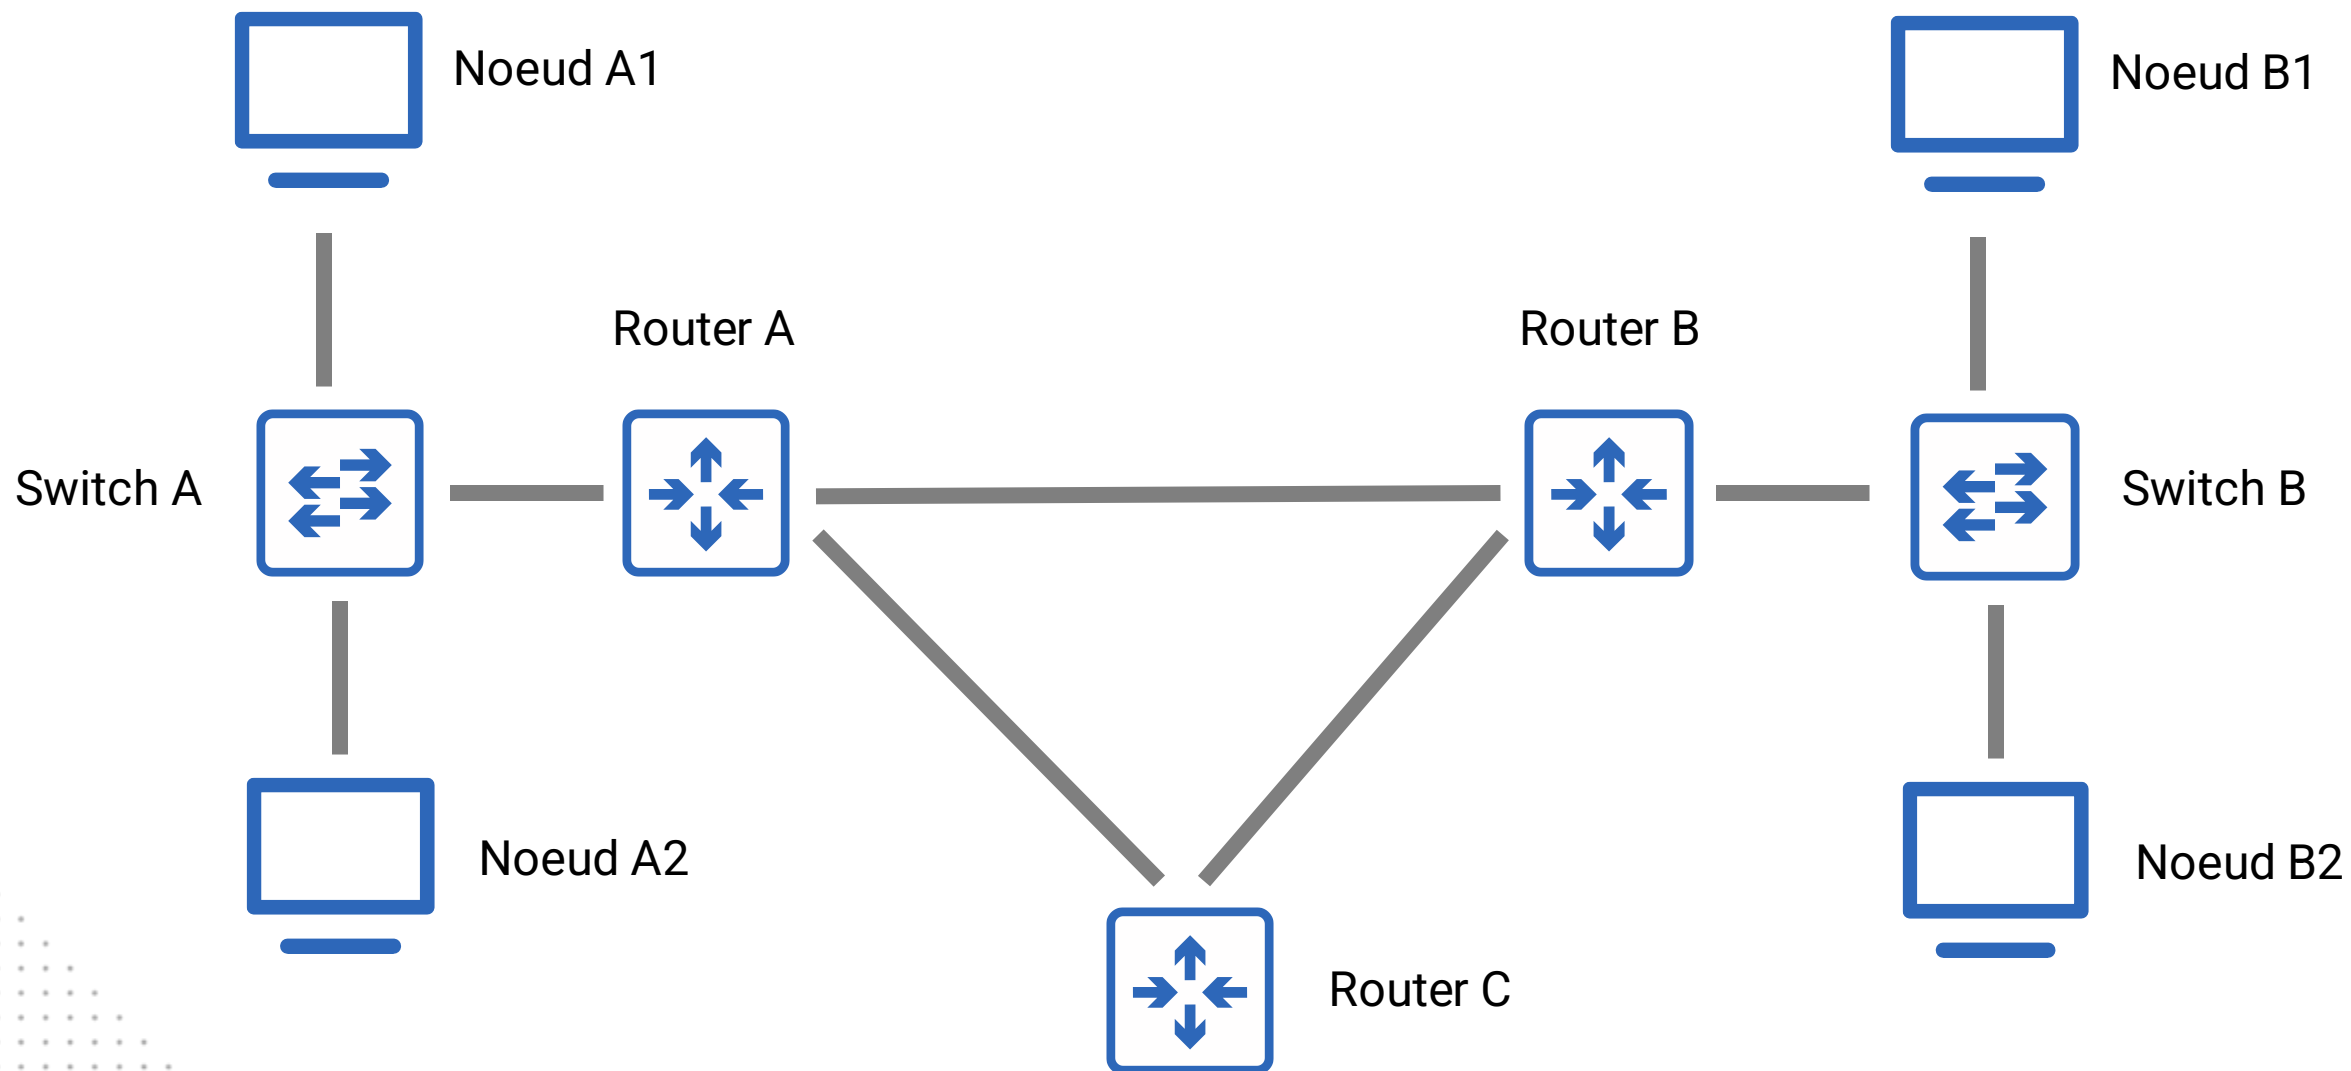 Noeud A1
Noeud B1
Router A
Router B
Switch A
Switch B
Noeud A2
Noeud B2
Router C